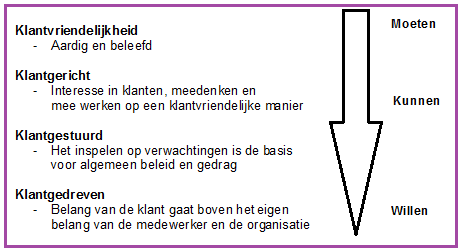 Klantvriendelijkheid
- Aardig en beleefd
Klantgericht
- Interesse in klanten, meedenken en
mee werken op een klantvriendelijke manier
Klantgestuurd
- Het inspelen op verwachtingen is de basis
voor algemeen beleid en gedrag
Klantgedreven
- Belang van de klant gaat boven het eigen
belang van de medewerker en de organisatie
Moeten
Kunnen
Willen